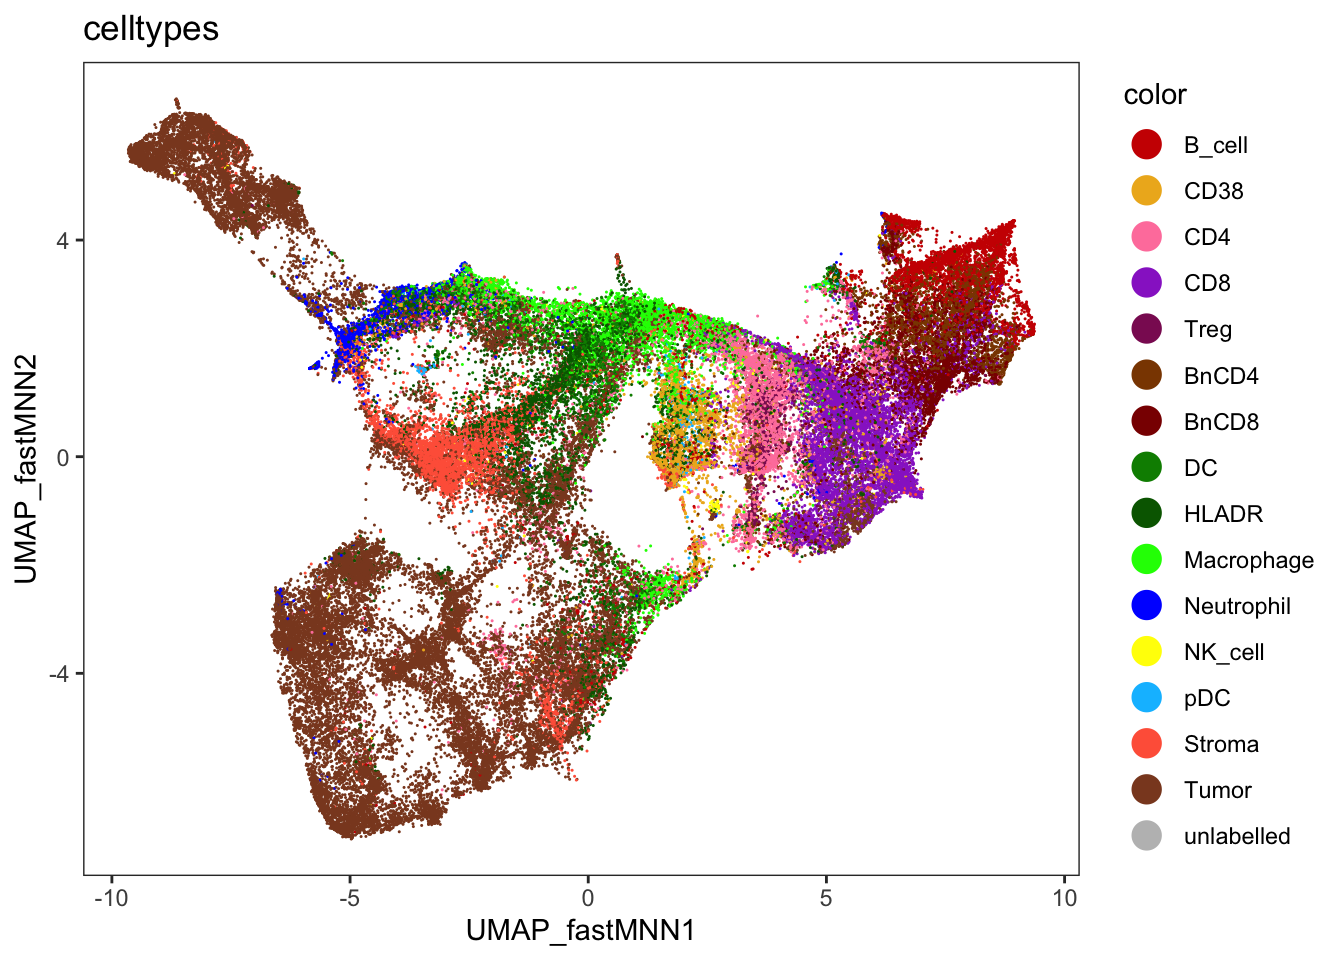 celltypes
UMAP_fastMNN2
4
0
-4
-10
-5
0
5
10
UMAP_fastMNN1
color
B_cell
CD38
CD4
CD8
Treg
BnCD4
BnCD8
DC
HLADR
Macrophage
Neutrophil
NK_cell
pDC
Stroma
Tumor
unlabelled